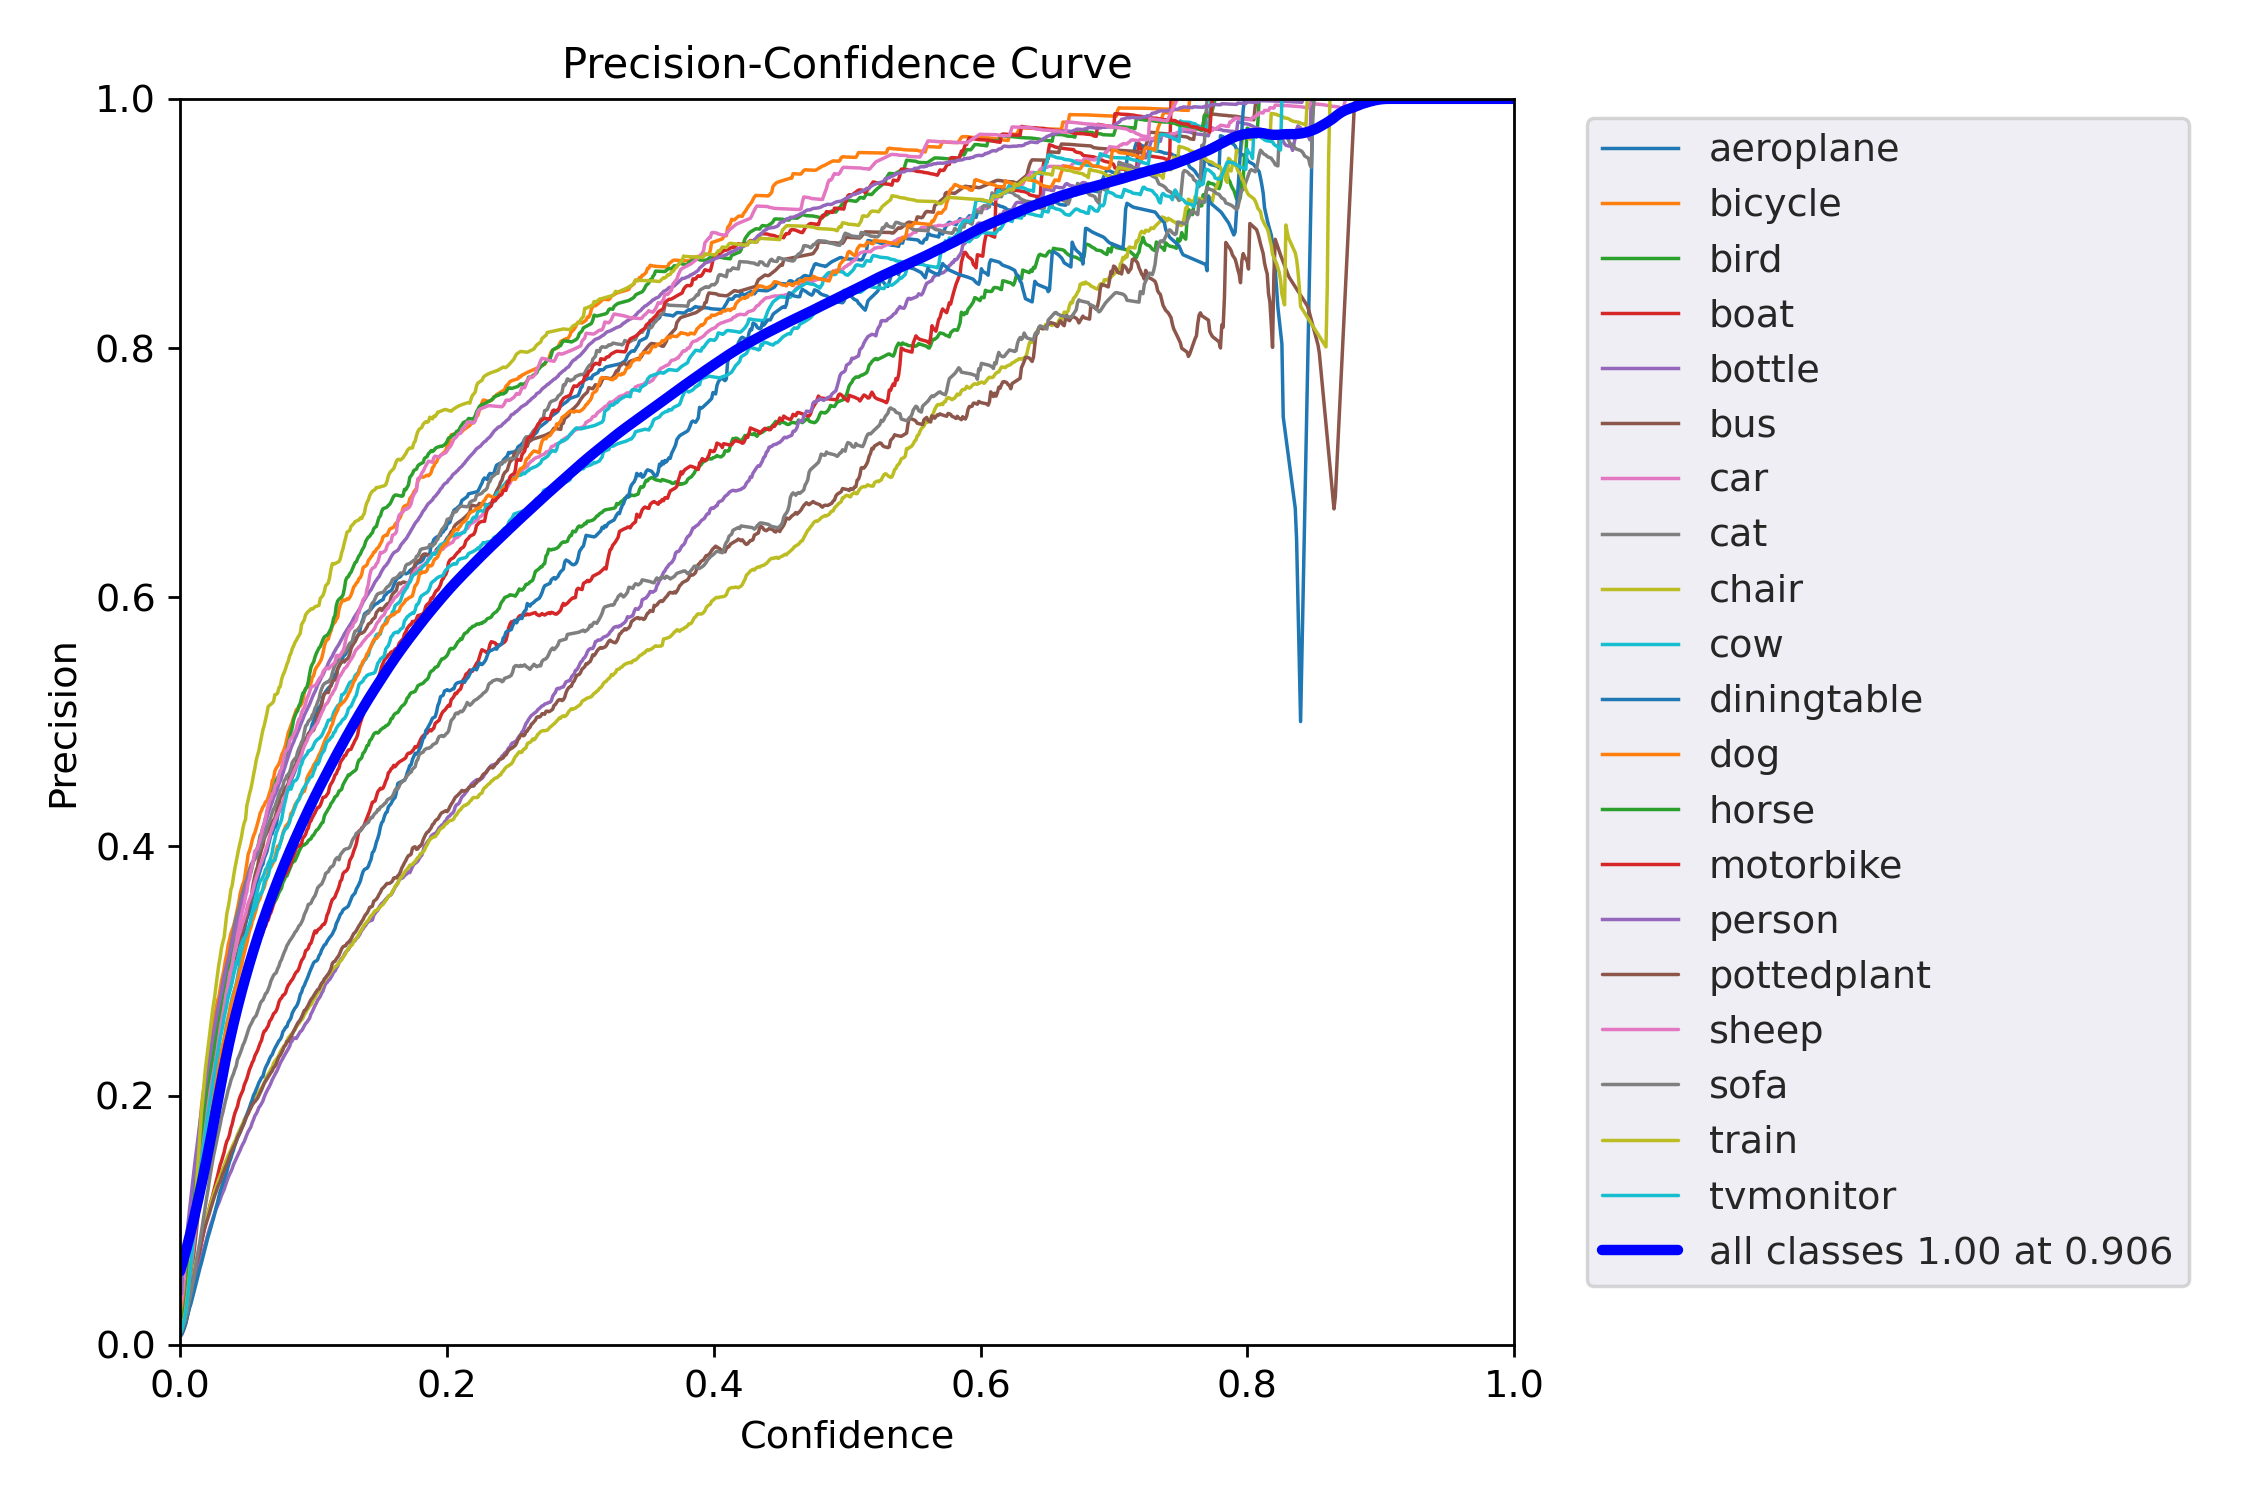 Precision-Confidence Curve
1.0
0.8
0.6
0.4
0.2
0.0
Precision
0.0 0.2 0.4 0.6 0.8 1.0
Confidence
aeroplane
bicycle
bird
boat
bottle
bus
car
cat
chair
cow
diningtable
dog
horse
motorbike
person
pottedplant
sheep
sofa
train
tvmonitor
all classes 1.00 at 0.906